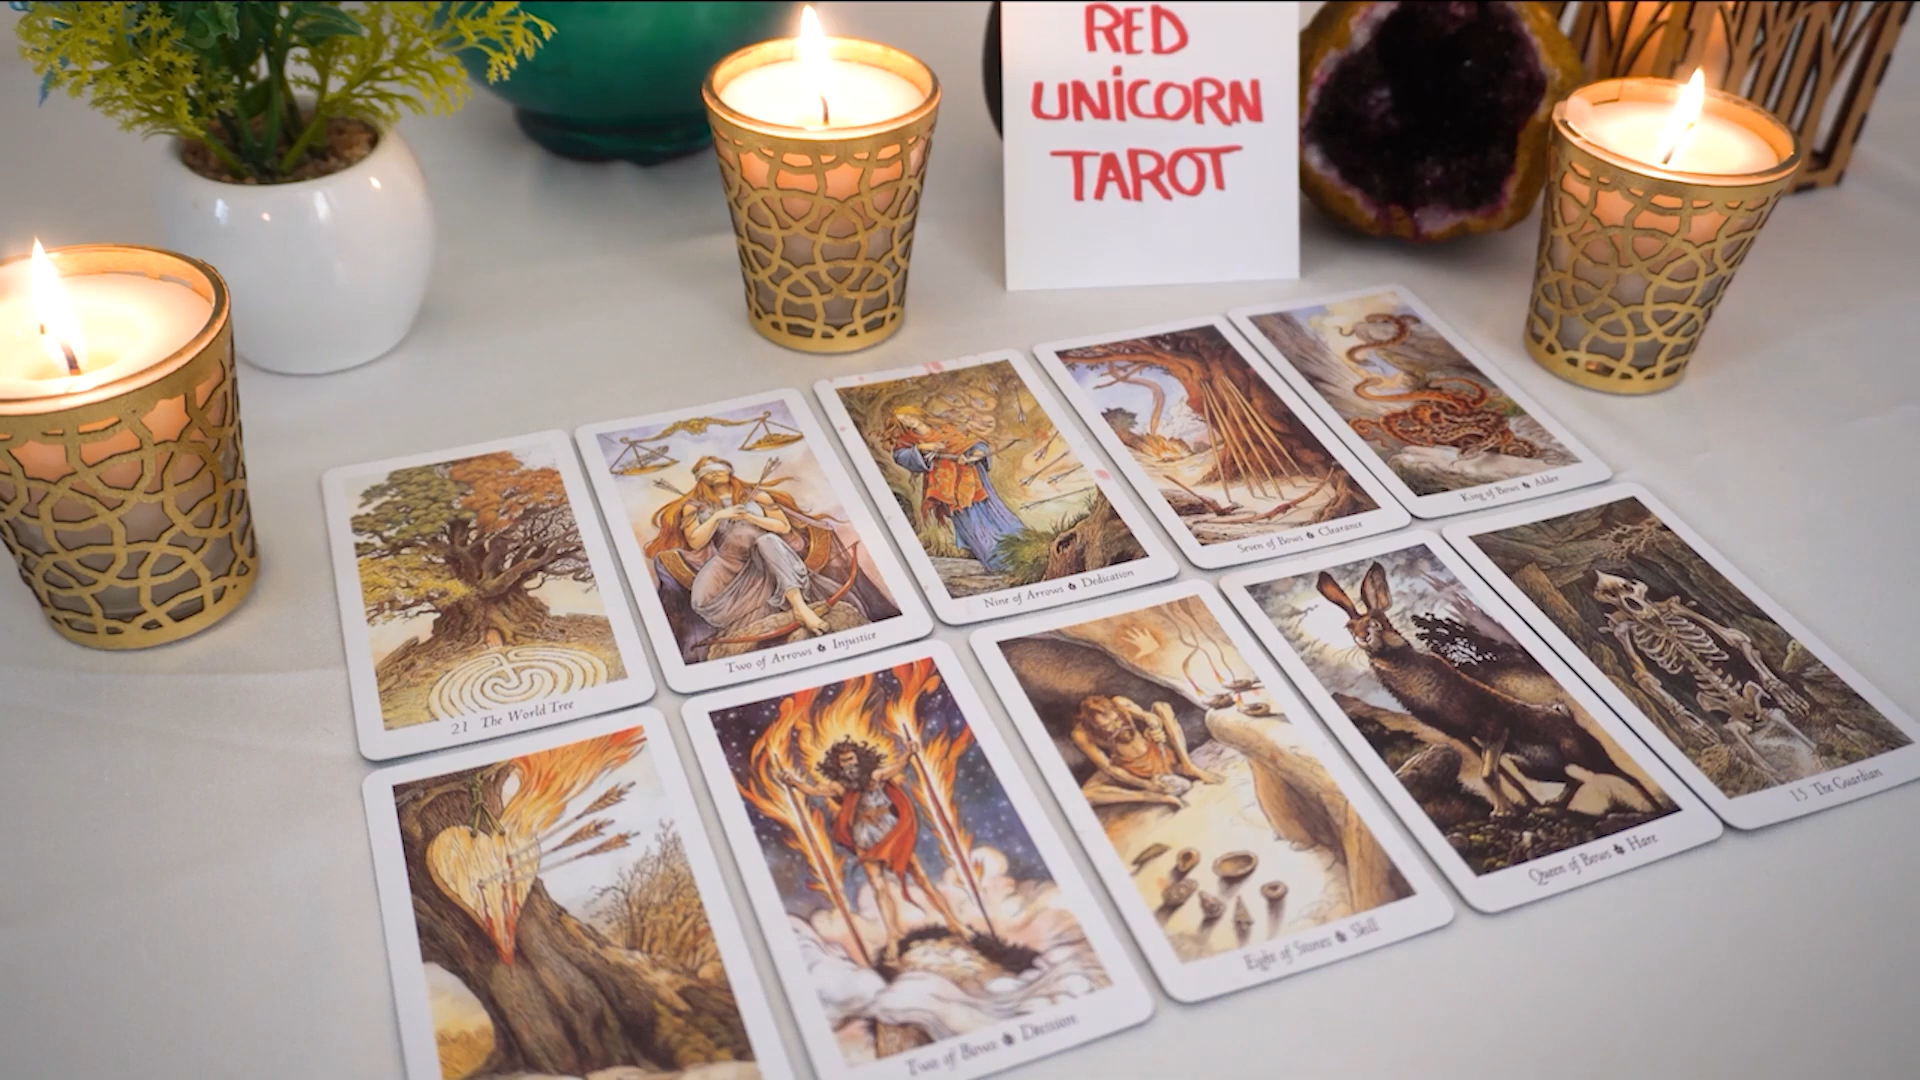 RED
UNiCORN
TAROT
21 The World Tree
Two of Arrows Injustice
Nine of Arrows Dedication
Seven of Bows Clearance
King of Bows Adder
Two of Bows Decision
Eight of Stones Skill
Queen of Bows Hare
15 The Guardian